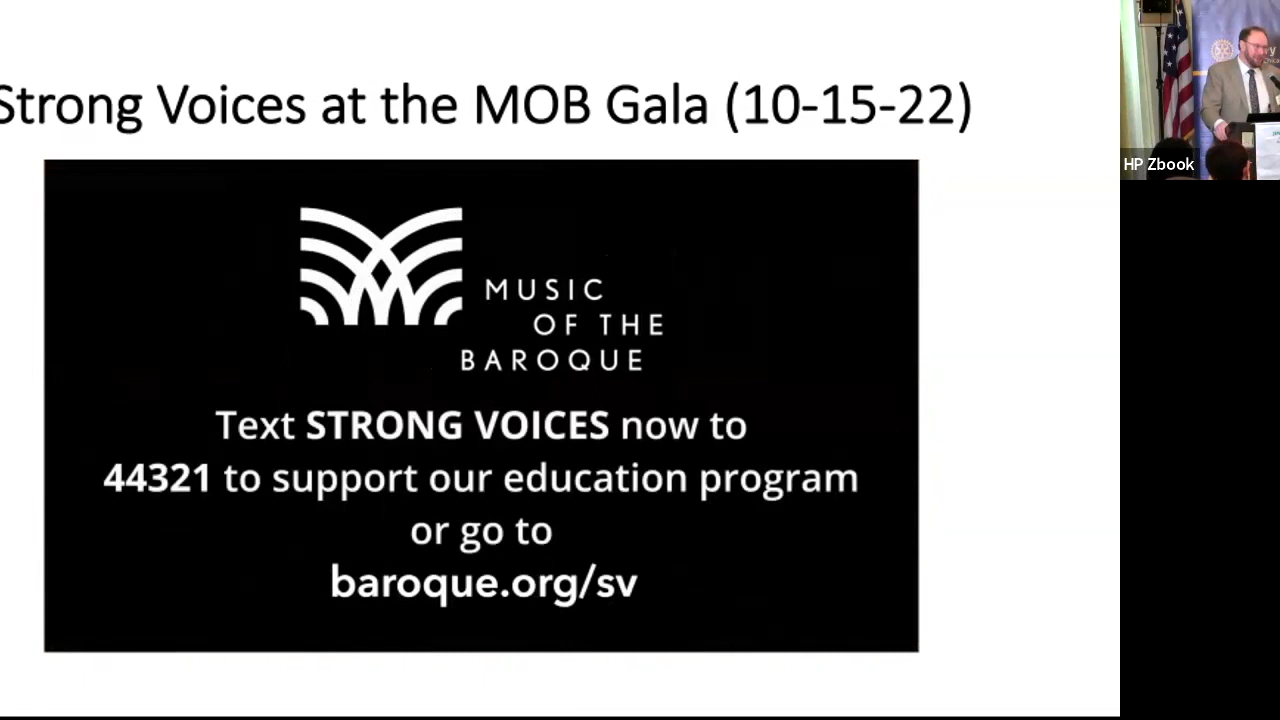 Strong Voices at the MOB Gala (10-15-22)
MUSIC
OF THE
BAROQUE
Text STRONG VOICES now to
44321 to support our education program
or go to
baroque.org/sv
HP Zbook